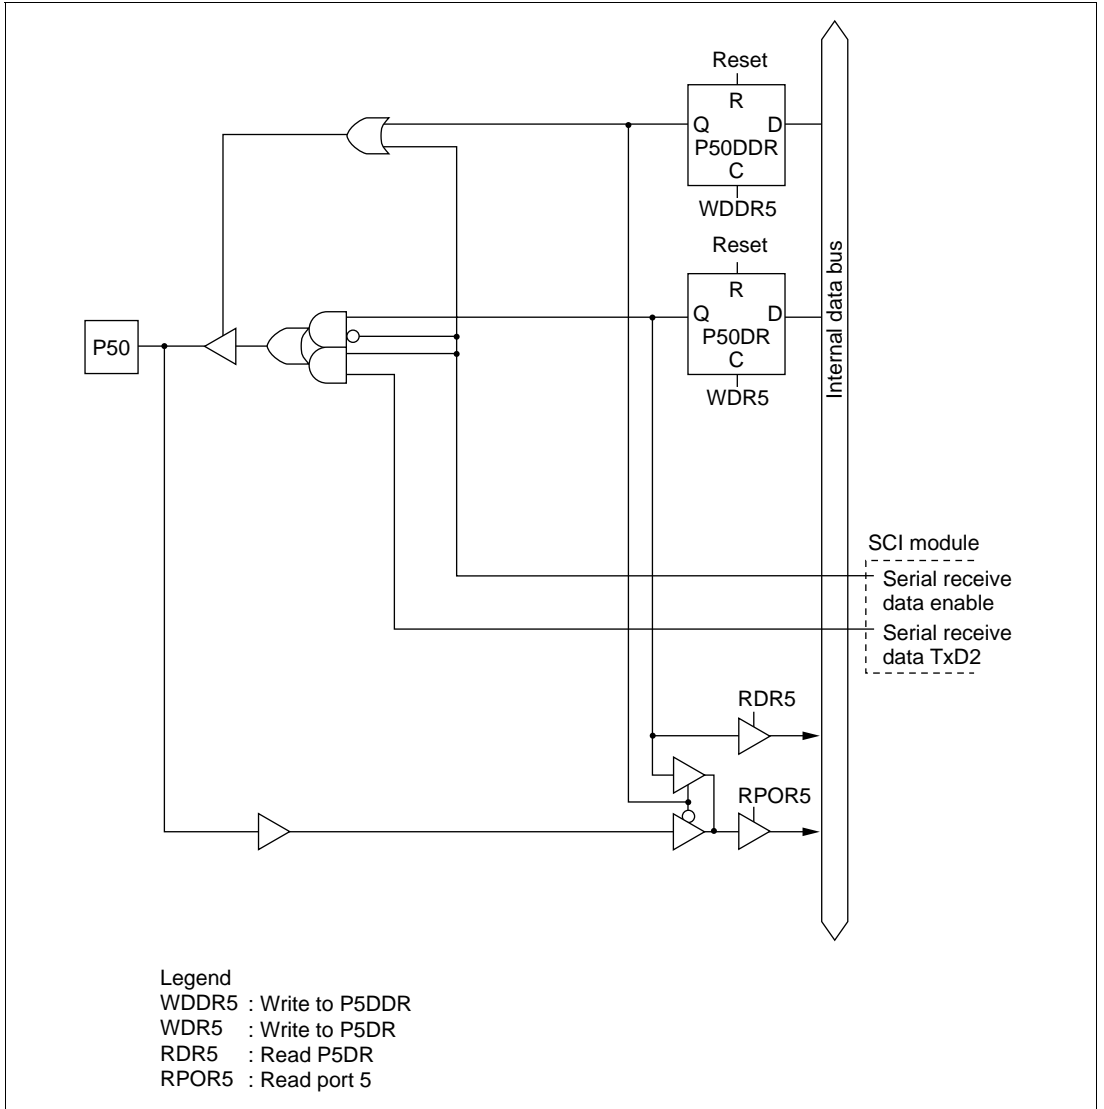 Reset
R
Q D
P50DDR
C
WDDR5
Reset
R
Q D
P50DR
C
WDR5
Internal data bus
P50
SCI module
Serial receive
data enable
Serial receive
data TxD2
RDR5
RPOR5
Legend
WDDR5 : Write to P5DDR
WDR5 : Write to P5DR
RDR5 : Read P5DR
RPOR5 : Read port 5